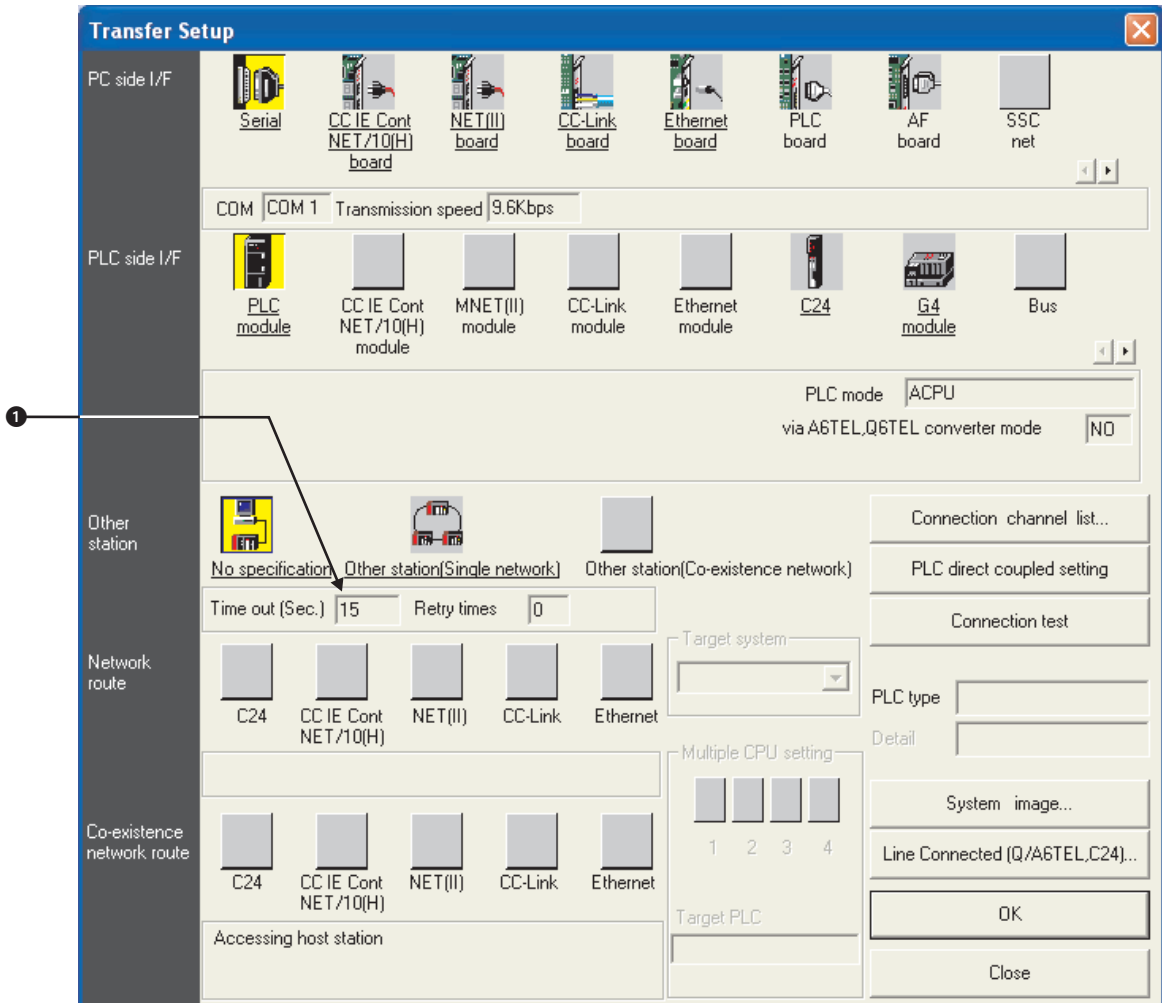 Transfer Setup
PC side I/F
Serial
CC IE Cont
NET/10(H)
board
NET(II)
board
CC-Link
board
Ethernet
board
PLC
board
AF
board
SSC
net
COM COM 1 Transmission speed 9.6Kbps
PLC side I/F
PLC
module
CC IE Cont
NET/10(H)
module
MNET(II)
module
CC-Link
module
Ethernet
module
C24
G4
module
Bus
PLC mode ACPU
via A6TEL,Q6TEL converter mode NO
1
Other
station
No specification
Other station(Single network)
Other station(Co-existence network)
Time out (Sec.) 15 Retry times 0
Connection channel list...
PLC direct coupled setting
Connection test
Network
route
C24
CC IE Cont
NET/10(H)
NET(II)
CC-Link
Ethernet
Target system
PLC type
Detail
Multiple CPU setting
1 2 3 4
Target PLC
System image...
Line Connected (Q/A6TEL,C24)...
OK
Close
Co-existence
network route
C24
CC IE Cont
NET/10(H)
NET(II)
CC-Link
Ethernet
Accessing host station